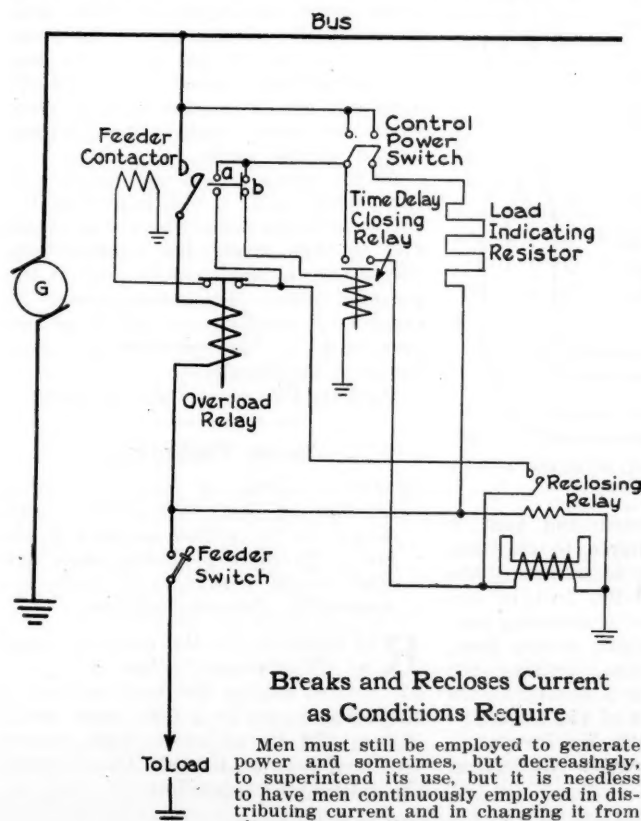 Bus
Feeder
Contactor
Control
Power
Switch
a
b
Time Delay
Closing
Relay
Load
Indicating
Resistor
G
Overload
Relay
Reclosing
Relay
Feeder
Switch
To Load
Breaks and Recloses Current
as Conditions Require
Men must still be employed to generate
power and sometimes, but decreasingly,
to superintend its use, but it is needless
to have men continuously employed in dis-
tributing current and in changing it from